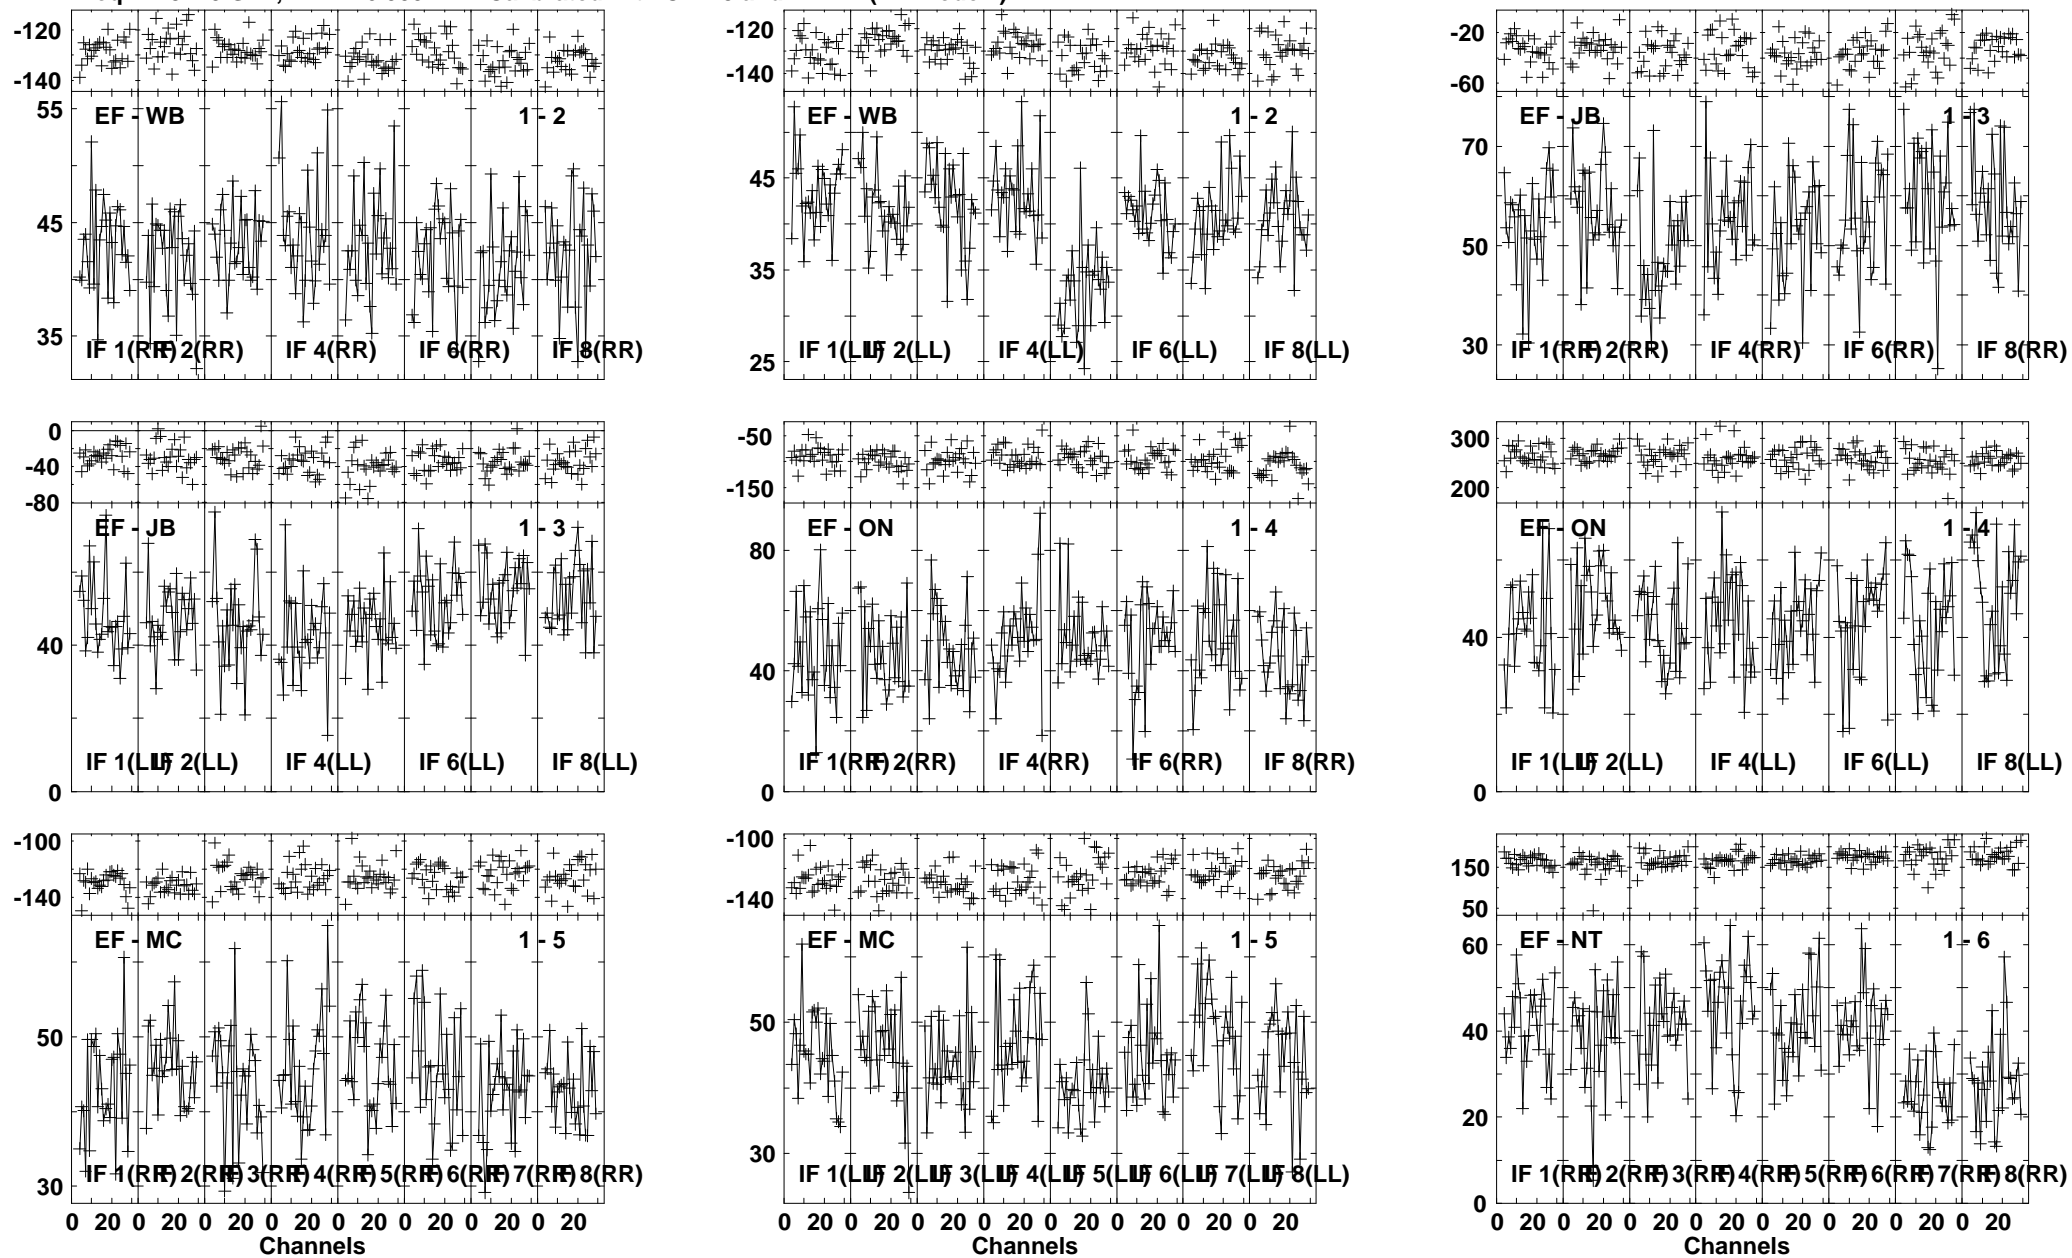 -120 -120 -20
-140 -140 -60
55 EF - WB 1 - 2 EF - WB 1 - 2 EF - JB 1 - 3
70
45 45
50
35 35
IF 1(RR) IF 2(RR) IF 4(RR) IF 6(RR) IF 8(RR) IF 1(LL) IF 2(LL) IF 4(LL) IF 6(LL) IF 8(LL) 30 IF 1(RR) IF 2(RR) IF 4(RR) IF 6(RR) IF 8(RR)
25
0 -50 300
-40
-80 -150 200
EF - JB 1 - 3 EF - ON 1 - 4 EF - ON 1 - 4
80
40 40 40
IF 1(LL) IF 2(LL) IF 4(LL) IF 6(LL) IF 8(LL) IF 1(RR) IF 2(RR) IF 4(RR) IF 6(RR) IF 8(RR) IF 1(LL) IF 2(LL) IF 4(LL) IF 6(LL) IF 8(LL)
0 0 0
-100 -100 150
-140 -140 50
EF - MC 1 - 5 EF - MC 1 - 5 60 EF - NT 1 - 6
50 50 40
30 20
30 IF 1(RR) IF 2(RR) IF 3(RR) IF 4(RR) IF 5(RR) IF 6(RR) IF 7(RR) IF 8(RR) IF 1(LL) IF 2(LL) IF 3(LL) IF 4(LL) IF 5(LL) IF 6(LL) IF 7(LL) IF 8(LL) IF 1(RR) IF 2(RR) IF 3(RR) IF 4(RR) IF 5(RR) IF 6(RR) IF 7(RR) IF 8(RR)
0
0 20 0 20 0 20 0 20 0 20 0 20 0 20 0 20 0 20 0 20 0 20 0 20 0 20 0 20 0 20 0 20 0 20 0 20 0 20 0 20 0 20 0 20 0 20 0 20
Channels Channels Channels